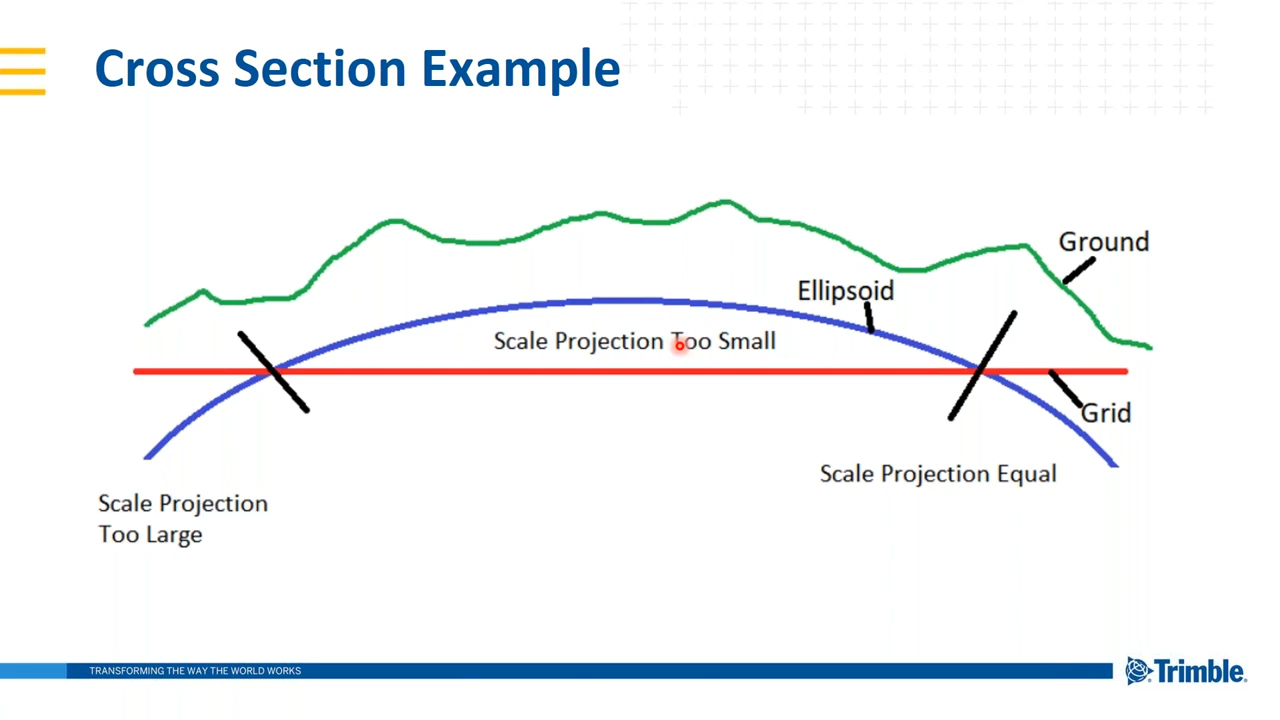 Cross Section Example
Ground
Ellipsoid
Scale Projection Too Small
Grid
Scale Projection Equal
Scale Projection
Too Large
TRANSFORMING THE WAY THE WORLD WORKS
Trimble